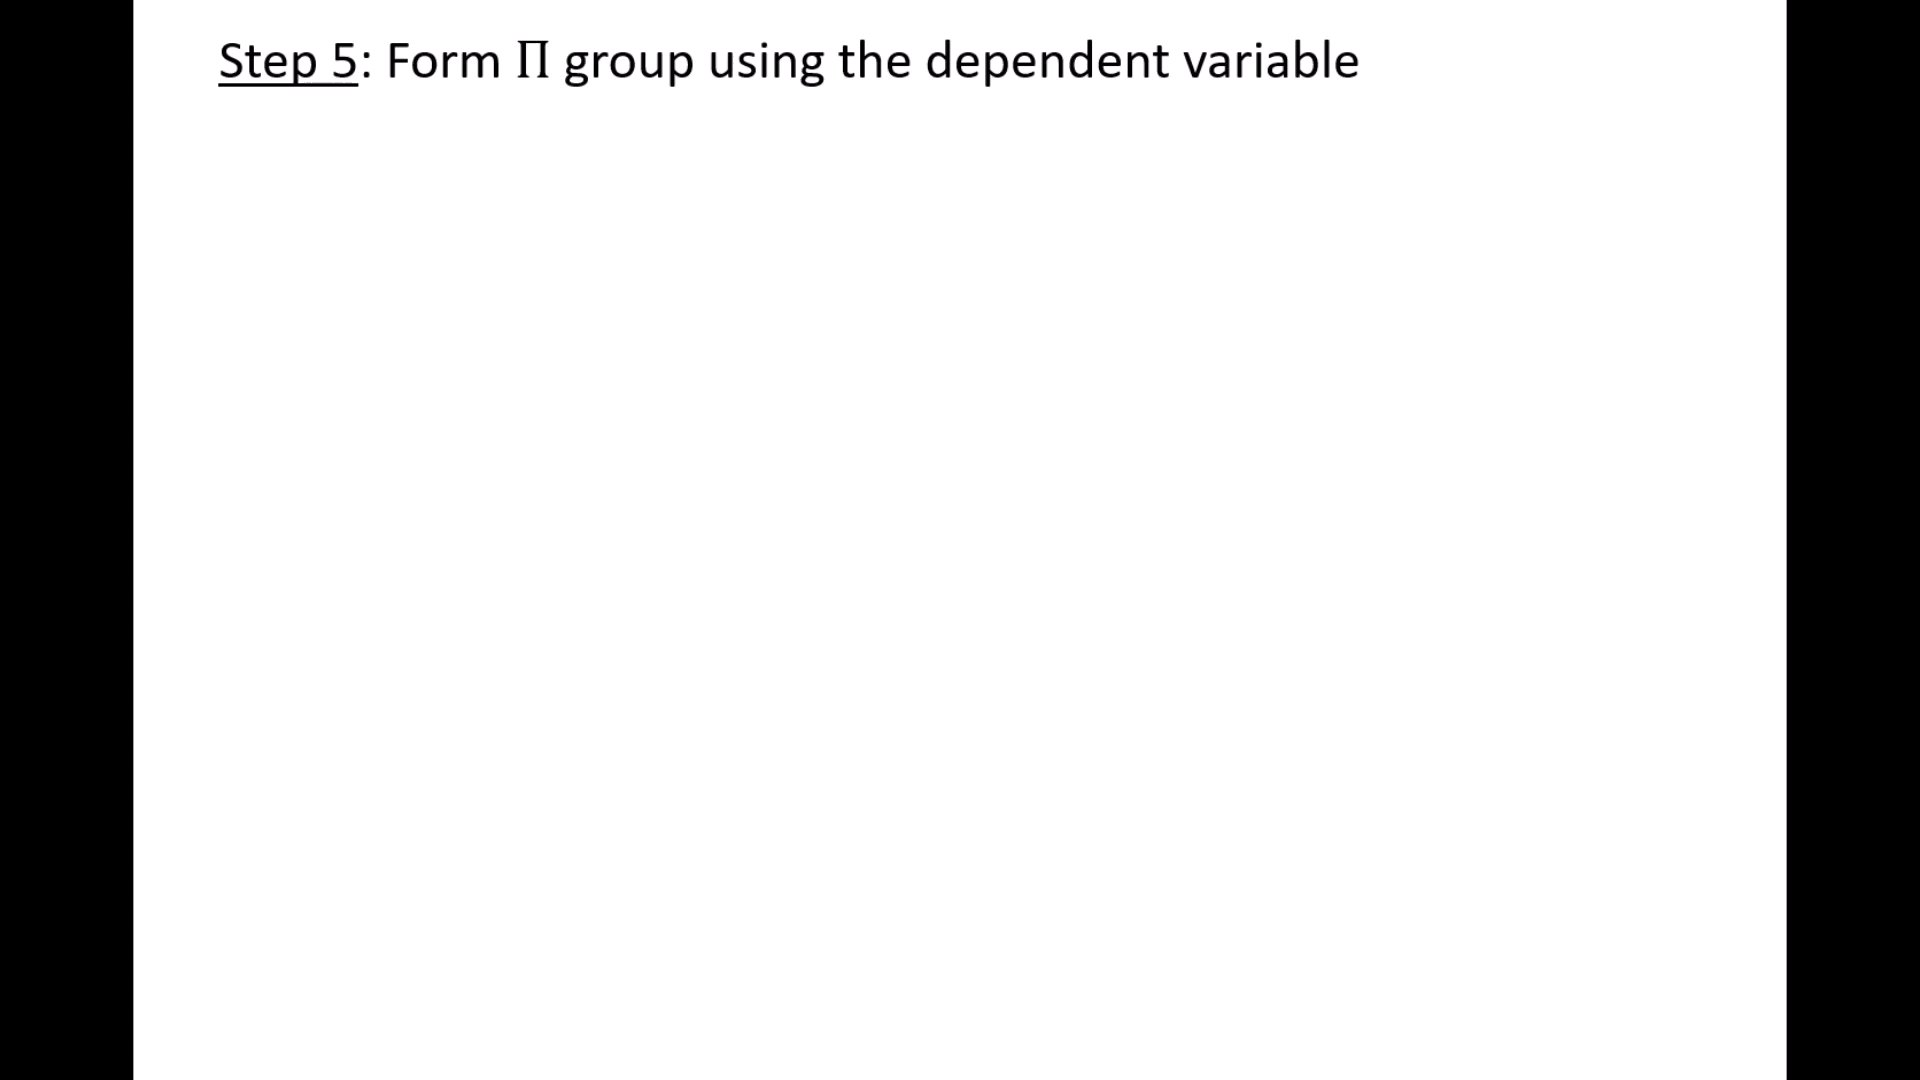 Step 5: Form Π group using the dependent variable